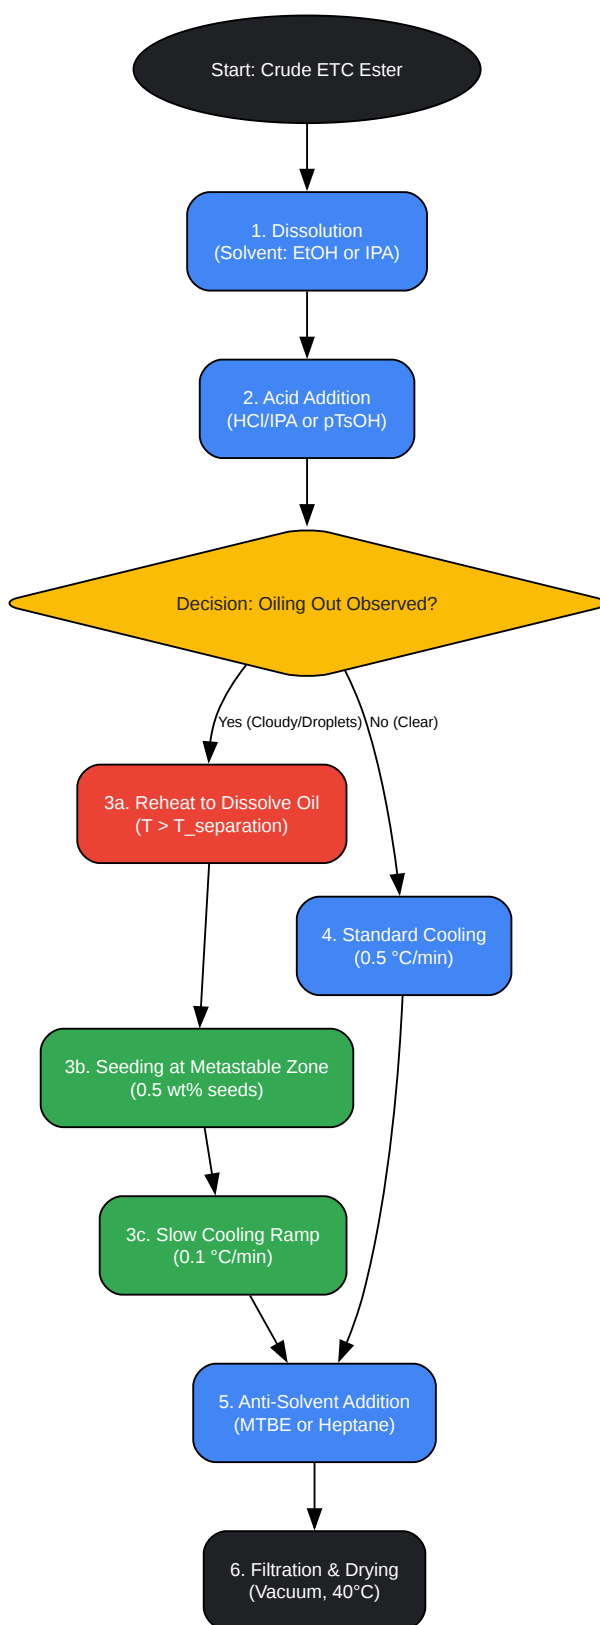 Start: Crude ETC Ester
1. Dissolution
(Solvent: EtOH or IPA)
2. Acid Addition
(HCl/IPA or pTsOH)
Decision: Oiling Out Observed?
Yes (Cloudy/Droplets)
No (Clear)
3a. Reheat to Dissolve Oil
(T > T_separation)
4. Standard Cooling
(0.5 °C/min)
3b. Seeding at Metastable Zone
(0.5 wt% seeds)
3c. Slow Cooling Ramp
(0.1 °C/min)
5. Anti-Solvent Addition
(MTBE or Heptane)
6. Filtration & Drying
(Vacuum, 40°C)